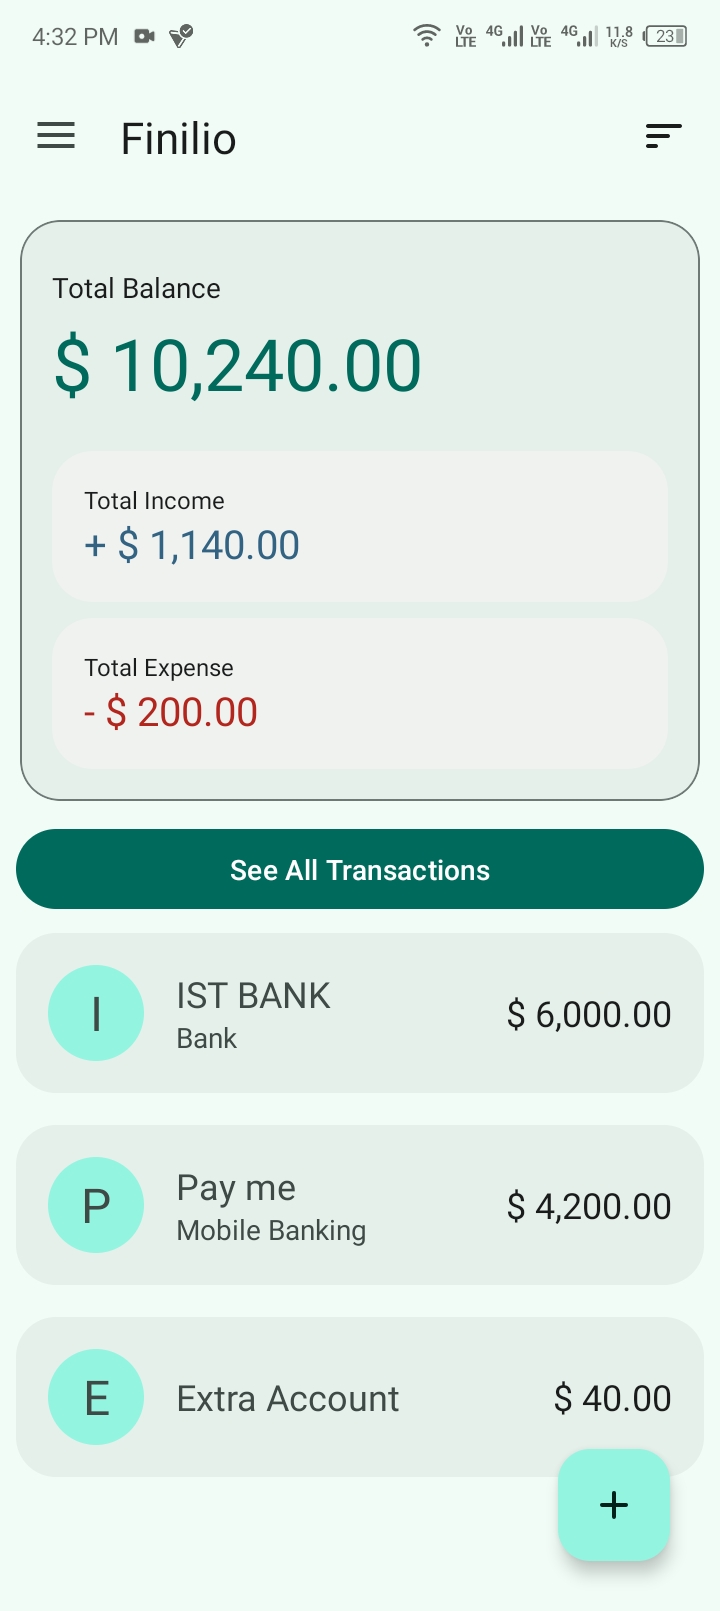 4:32 PM
Vo LTE 4G Vo LTE 4G 11.8 K/S 23
Finilio
Total Balance
$ 10,240.00
Total Income
+ $ 1,140.00
Total Expense
- $ 200.00
See All Transactions
I
IST BANK
Bank
$ 6,000.00
P
Pay me
Mobile Banking
$ 4,200.00
E
Extra Account
$ 40.00
+